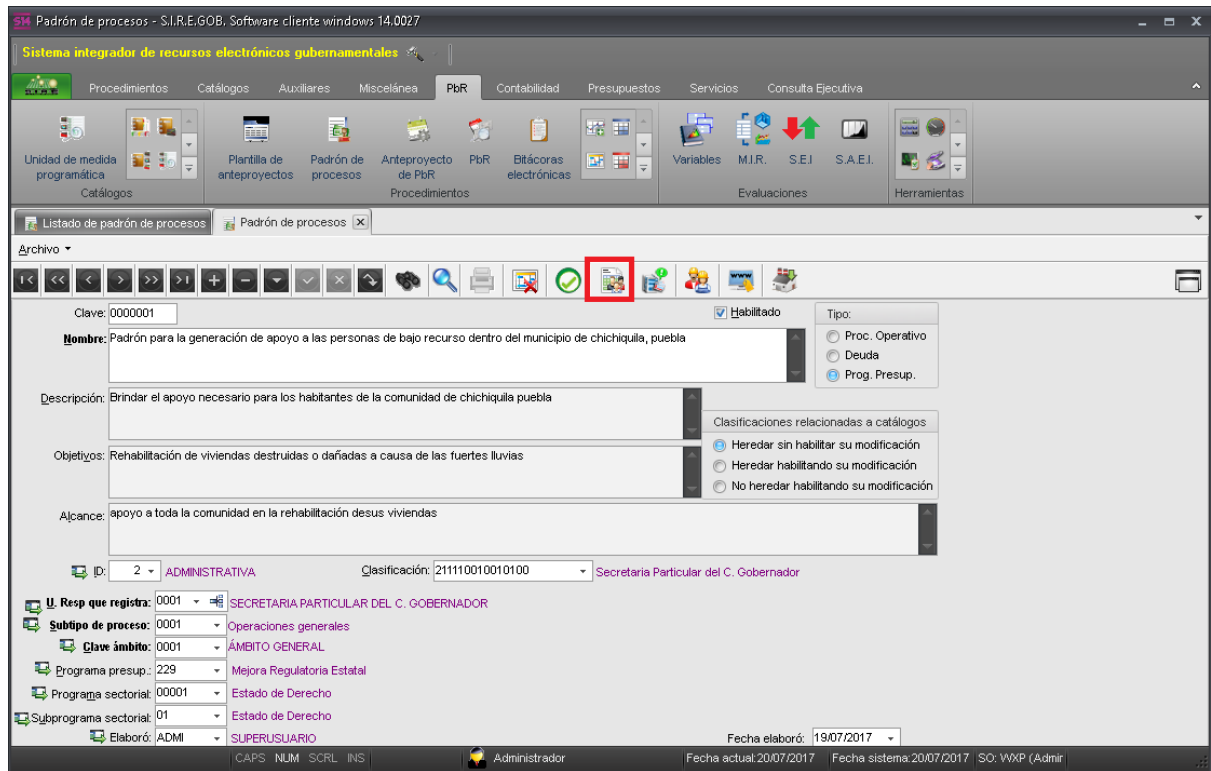 Padrón de procesos - S.I.R.E.GOB. Software cliente windows 14.0027
Sistema integrador de recursos electrónicos gubernamentales
Procedimientos Catálogos Auxiliares Miscelánea PbR Contabilidad Presupuestos Servicios Consulta Ejecutiva
Unidad de medida programática
Plantilla de anteproyectos
Padrón de procesos
Anteproyecto de PbR
PbR
Bitácoras electrónicas
Variables M.I.R. S.E.I S.A.E.I.
Catálogos Procedimientos Evaluaciones Herramientas
Listado de padrón de procesos Padrón de procesos
Archivo
Clave: 0000001 Habilitado Tipo:
Nombre: Padrón para la generación de apoyo a las personas de bajo recurso dentro del municipio de chichiquila, puebla
Proc. Operativo
Deuda
Prog. Presup.
Descripción: Brindar el apoyo necesario para los habitantes de la comunidad de chichiquila puebla
Clasificaciones relacionadas a catálogos
Heredar sin habilitar su modificación
Heredar habilitando su modificación
No heredar habilitando su modificación
Objetivos: Rehabilitación de viviendas destruidas o dañadas a causa de las fuertes lluvias
Alcance: apoyo a toda la comunidad en la rehabilitación desus viviendas
ID: 2 ADMINISTRATIVA Clasificación: 211110010010100 Secretaria Particular del C. Gobernador
U. Resp que registra: 0001 SECRETARIA PARTICULAR DEL C. GOBERNADOR
Subtipo de proceso: 0001 Operaciones generales
Clave ámbito: 0001 ÁMBITO GENERAL
Programa presup.: 229 Mejora Regulatoria Estatal
Programa sectorial: 00001 Estado de Derecho
Subprograma sectorial: 01 Estado de Derecho
Elaboró: ADMI SUPERUSUARIO Fecha elaboró: 19/07/2017
CAPS NUM SCRL INS Administrador Fecha actual:20/07/2017 Fecha sistema:20/07/2017 SO: WXP (Admir